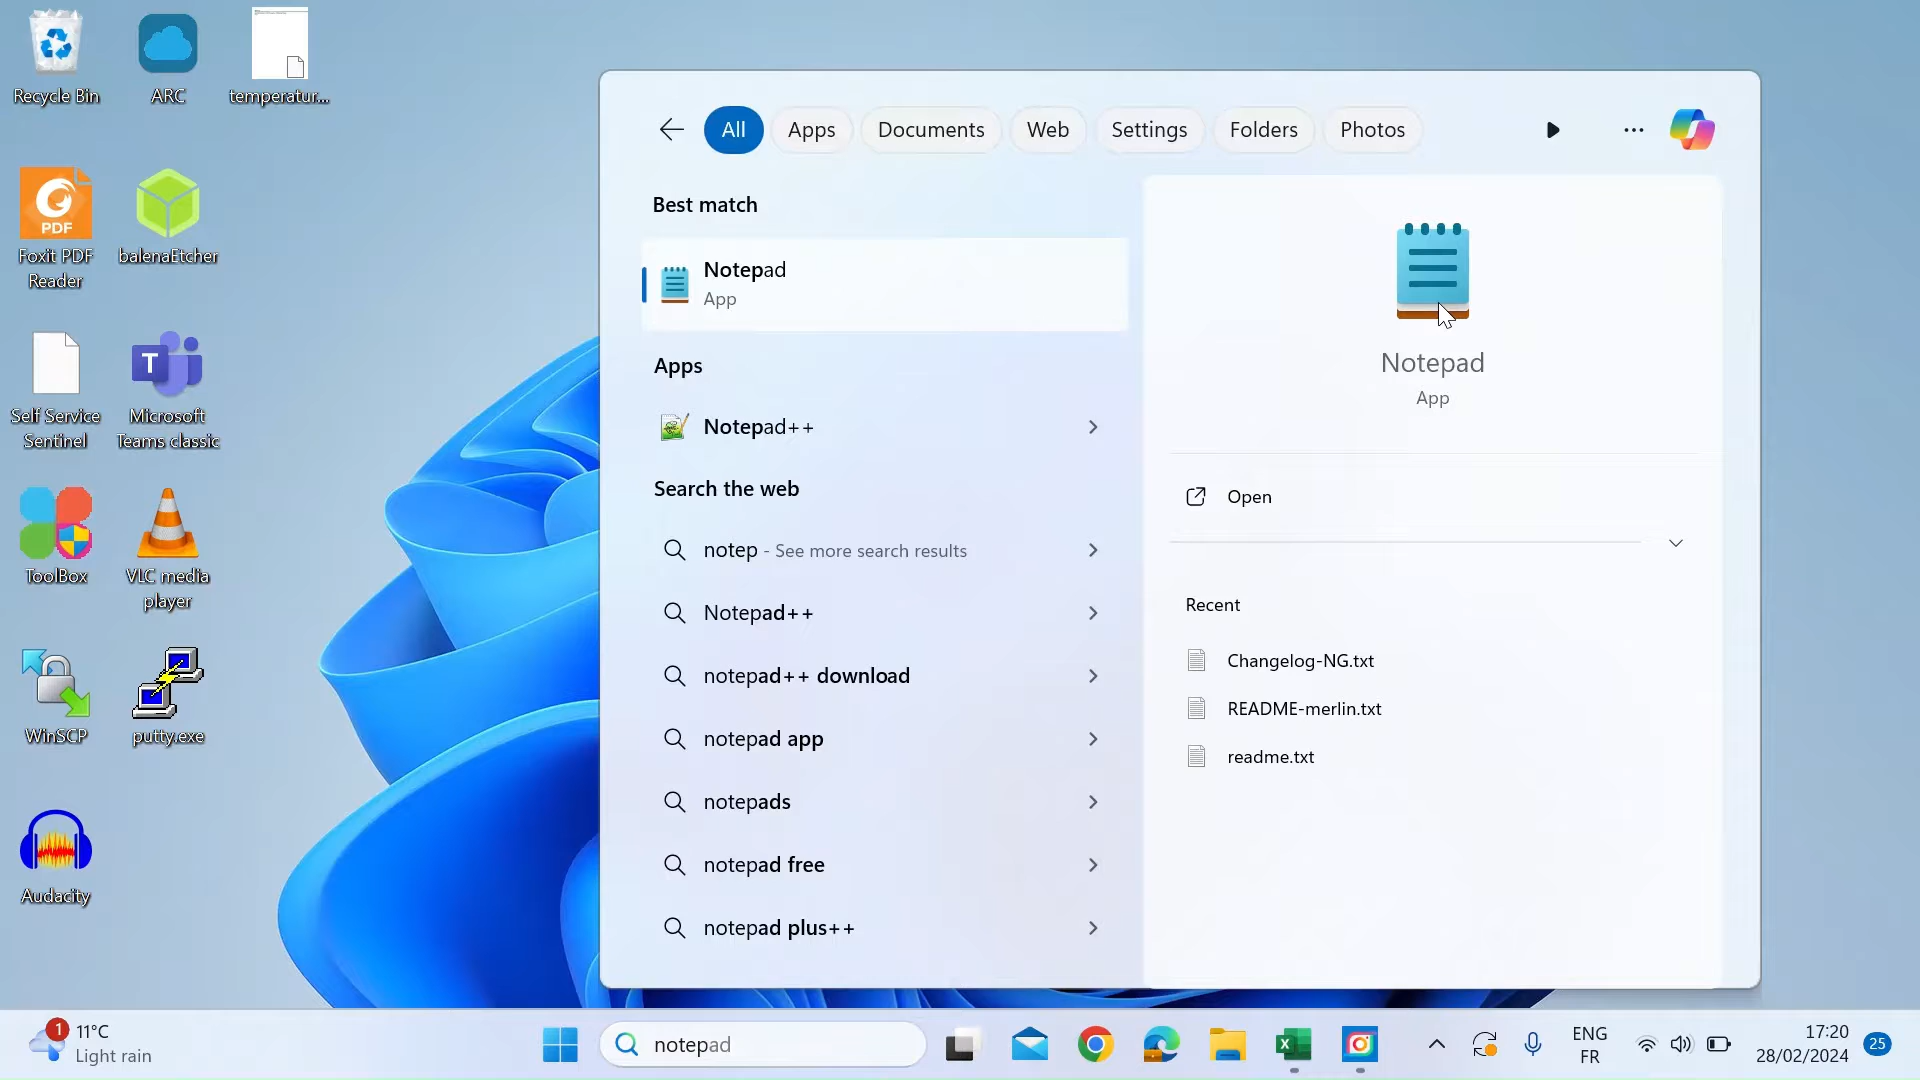 Recycle Bin
ARC
temperatur...
PDF
Foxit PDF
Reader
balenaEtcher
Self Service
Sentinel
T
Microsoft
Teams classic
ToolBox
VLC media
player
WinSCP
putty.exe
Audacity
All
Apps
Documents
Web
Settings
Folders
Photos
Best match
Notepad
App
Apps
Notepad++
Search the web
notep - See more search results
Notepad++
notepad++ download
notepad app
notepads
notepad free
notepad plus++
Notepad
App
Open
Recent
Changelog-NG.txt
README-merlin.txt
readme.txt
1
11°C
Light rain
notepad
X
ENG
FR
17:20
28/02/2024
25